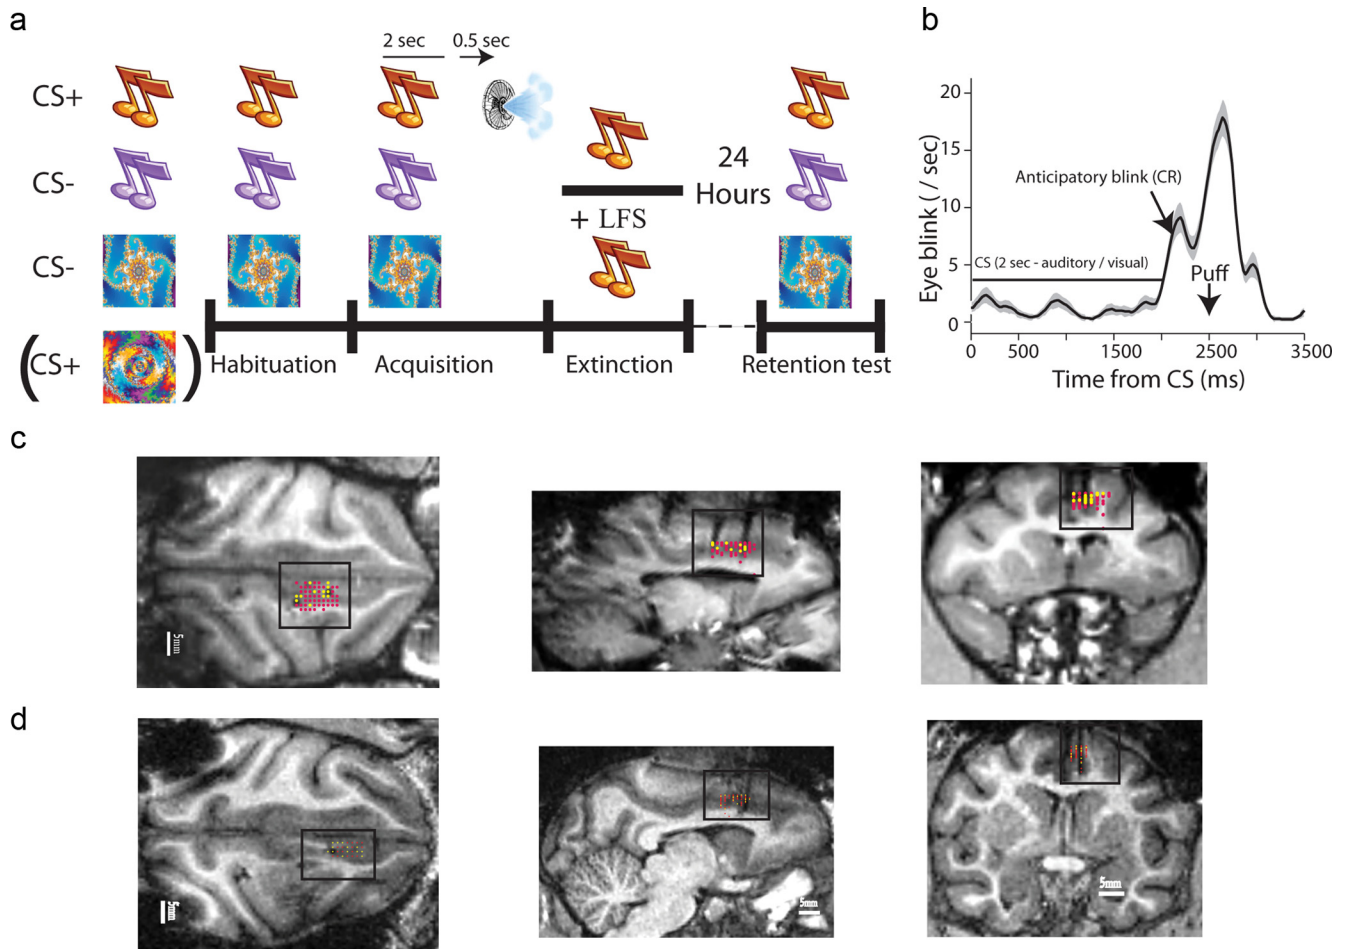 a
2 sec
0.5 sec
CS+
CS-
CS-
(CS+ )
24
Hours
+ LFS
Habituation
Acquisition
Extinction
Retention test
b
Eye blink ( / sec)
20
15
10
5
0
Anticipatory blink (CR)
CS (2 sec - auditory / visual)
Puff
0
500
1500
2500
3500
Time from CS (ms)
c
5mm
d
5mm
5mm
5mm